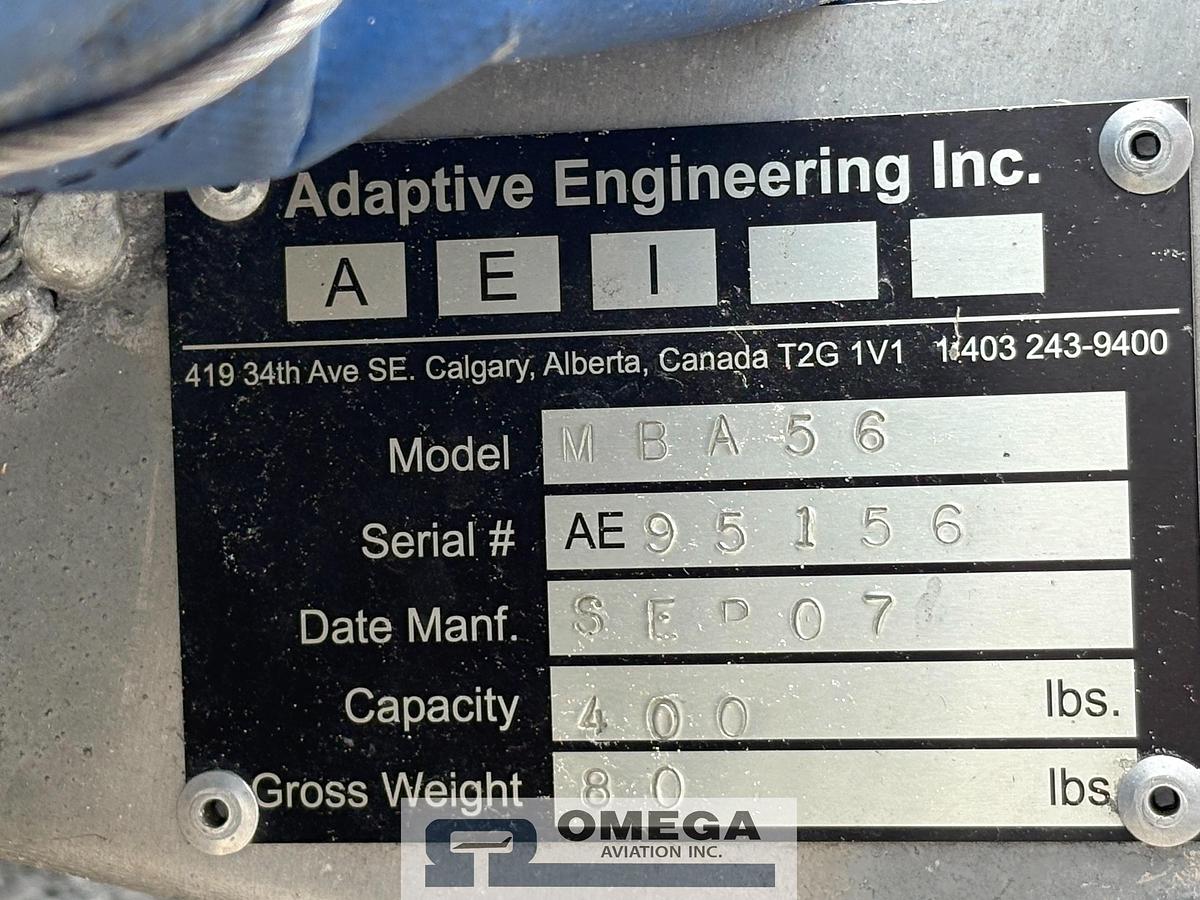 Adaptive Engineering Inc.
A E I
419 34th Ave SE. Calgary, Alberta, Canada T2G 1V1 1/403 243-9400
Model MBA56
Serial # AE95156
Date Manf. SEP07
Capacity 400 lbs.
Gross Weight 80 lbs
OMEGA
AVIATION INC.